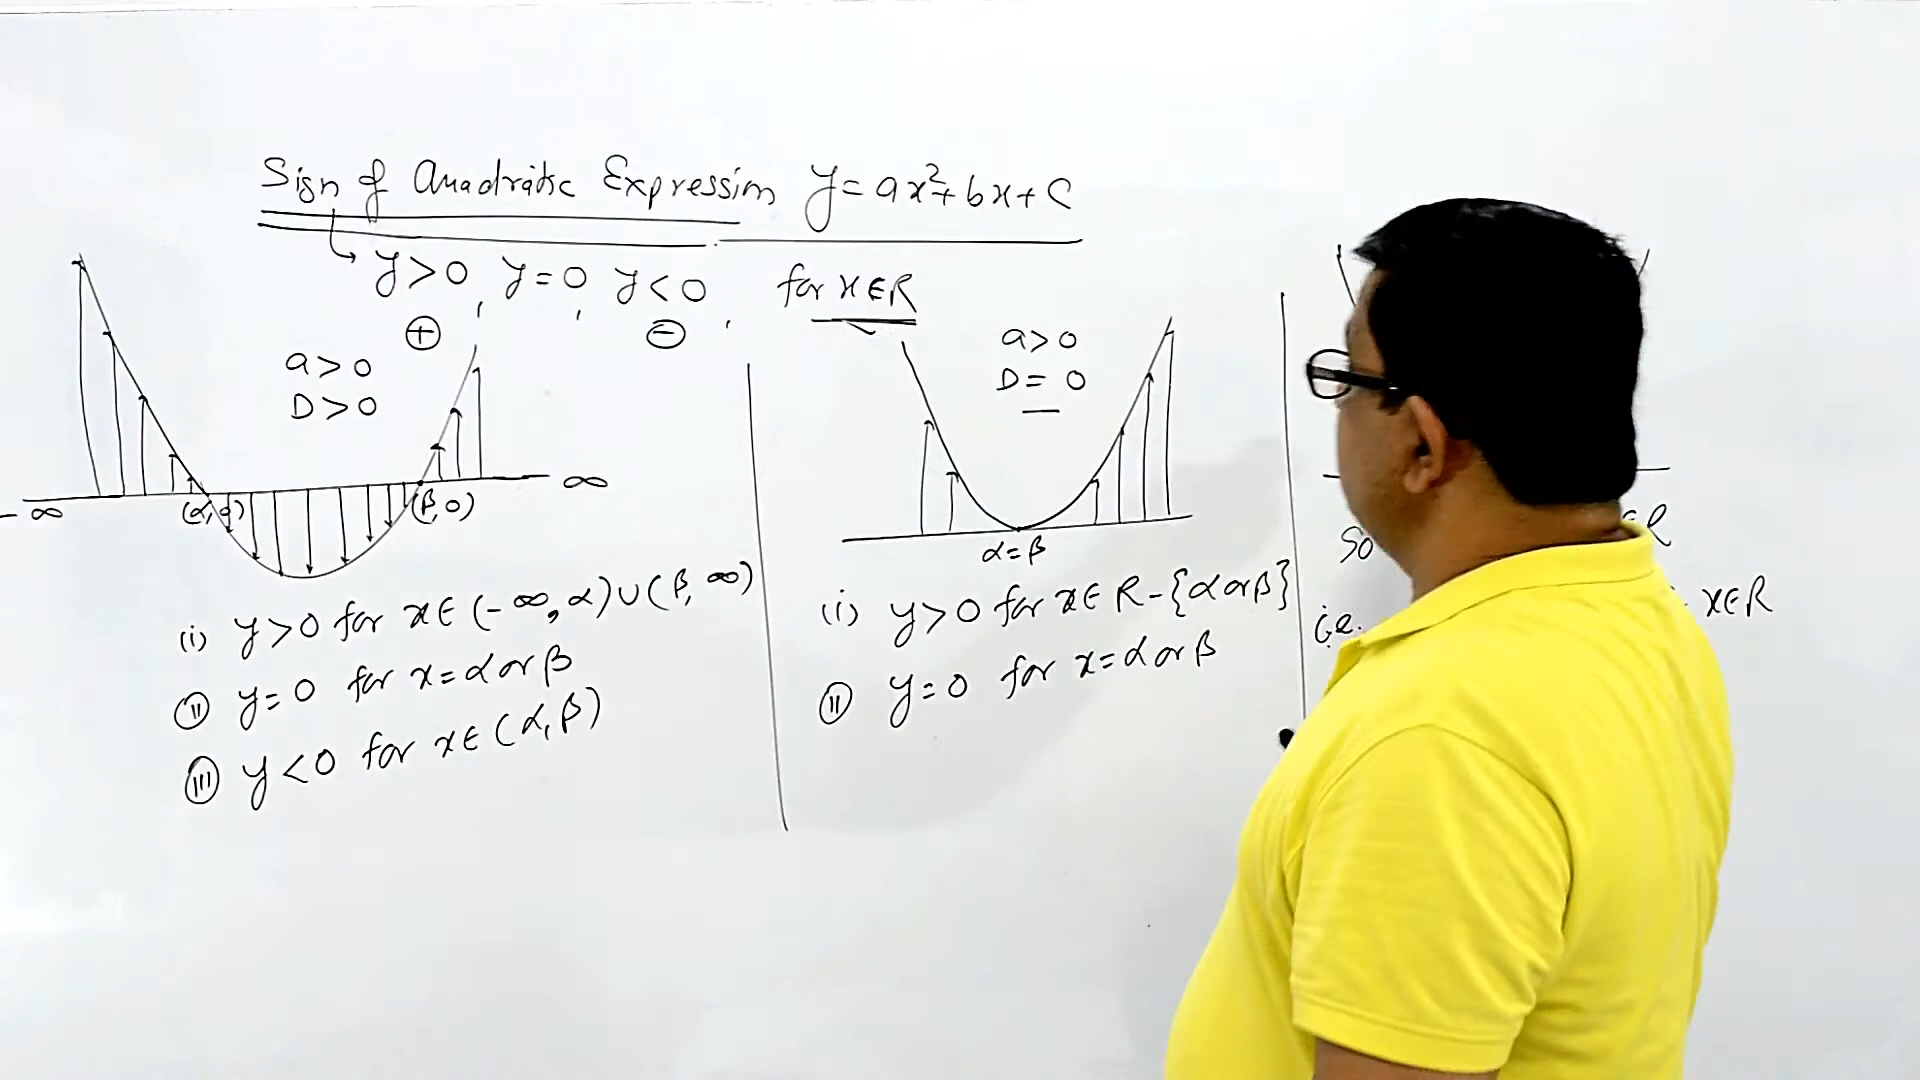 Sign of Quadratic Expression y = ax² + bx + c
y > 0, y = 0, y < 0, for x ∈ R
⊕ ⊖
a > 0
D > 0
- ∞
(α, 0)
(β, 0)
∞
(i) y > 0 for x ∈ (- ∞, α) ∪ (β, ∞)
(ii) y = 0 for x = α or β
(iii) y < 0 for x ∈ (α, β)
a > 0
D = 0
α = β
(i) y > 0 for x ∈ R - {α or β}
(ii) y = 0 for x = α or β
So
i.e. x ∈ R